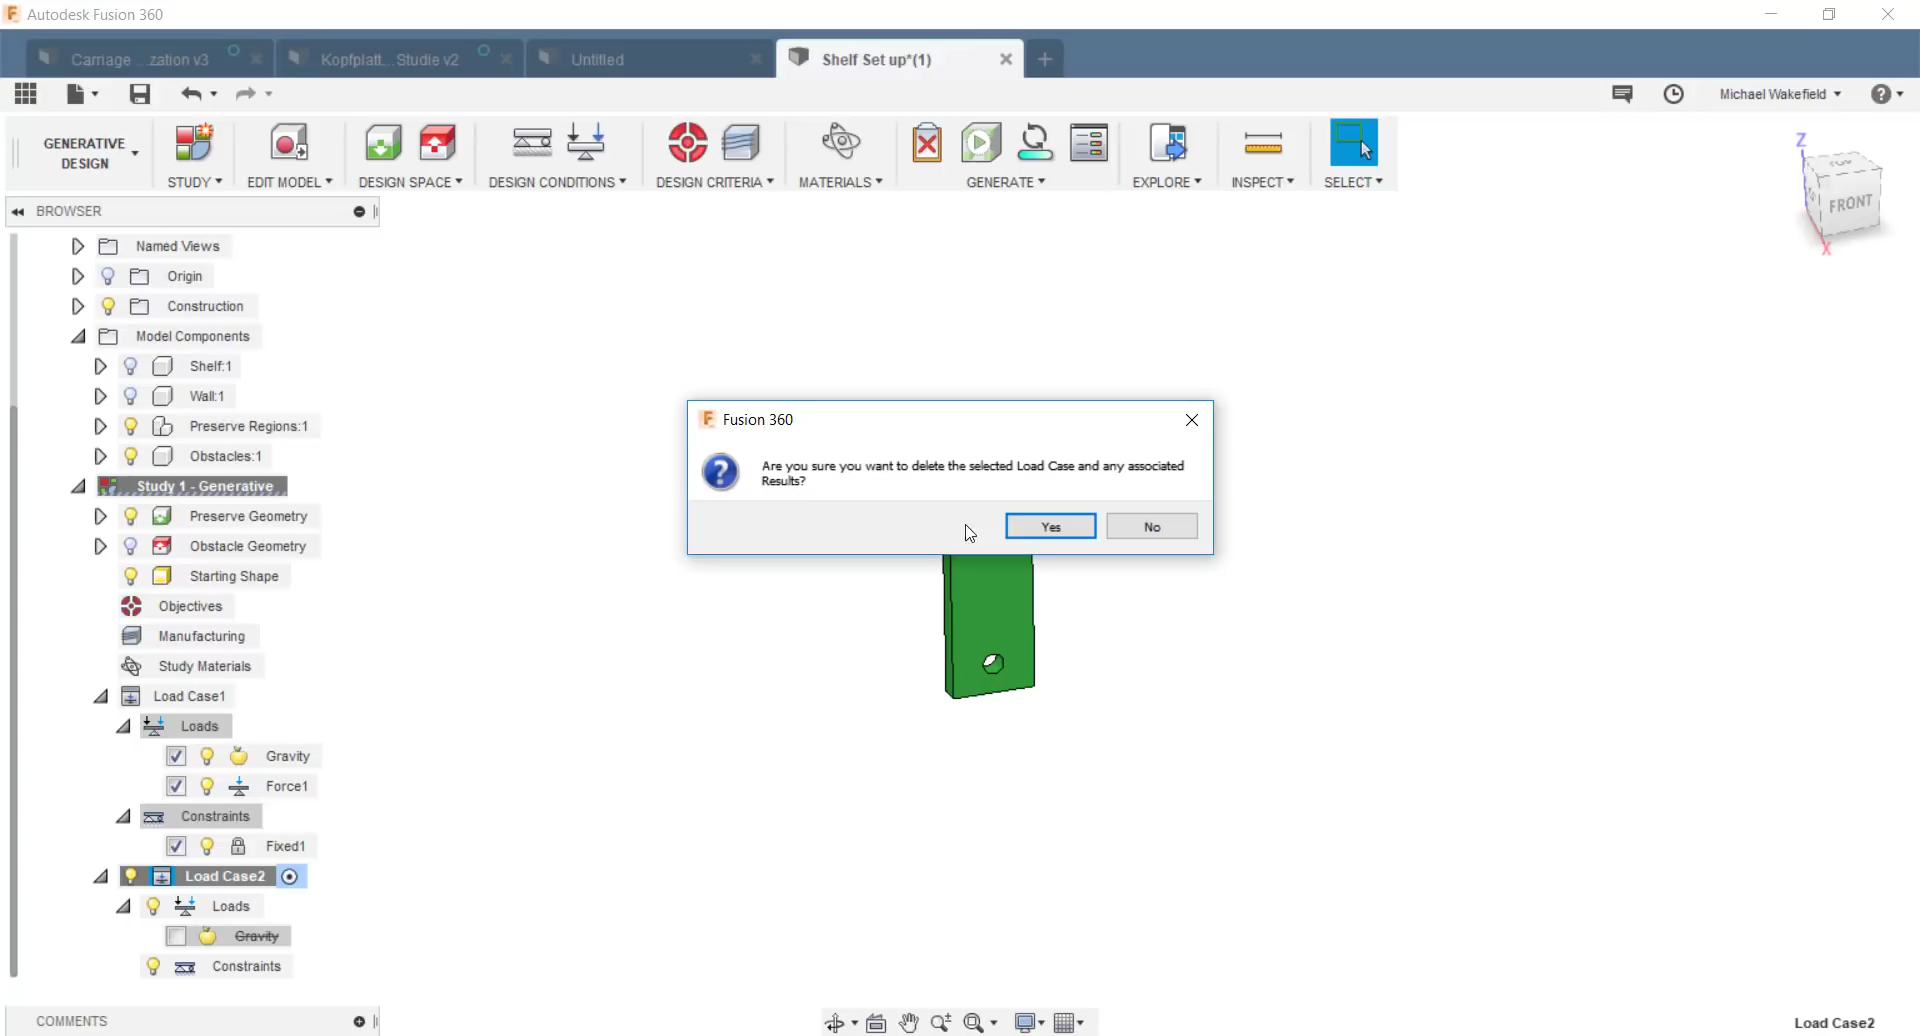 Autodesk Fusion 360
Carriage ...zation v3
Kopfplatt... Studie v2
Untitled
Shelf Set up*(1)
Michael Wakefield
GENERATIVE
DESIGN
STUDY
EDIT MODEL
DESIGN SPACE
DESIGN CONDITIONS
DESIGN CRITERIA
MATERIALS
GENERATE
EXPLORE
INSPECT
SELECT
BROWSER
Z
TOP
FRONT
X
Named Views
Origin
Construction
Model Components
Shelf:1
Wall:1
Preserve Regions:1
Obstacles:1
Study 1 - Generative
Preserve Geometry
Obstacle Geometry
Starting Shape
Objectives
Manufacturing
Study Materials
Load Case1
Loads
Gravity
Force1
Constraints
Fixed1
Load Case2
Loads
Gravity
Constraints
Fusion 360
Are you sure you want to delete the selected Load Case and any associated
Results?
Yes
No
COMMENTS
Load Case2